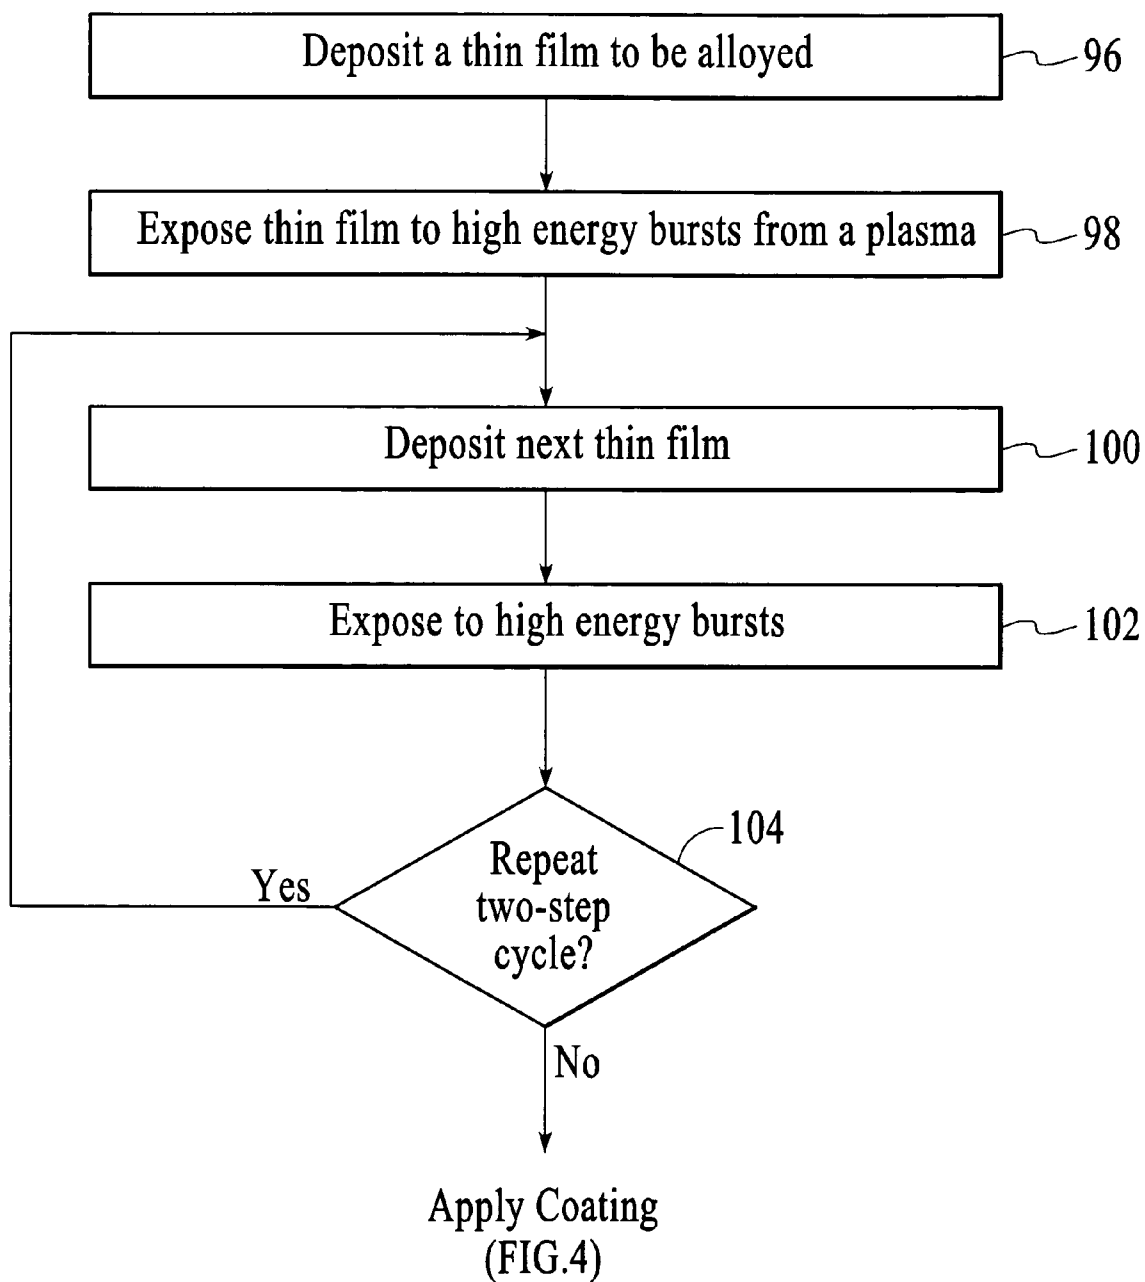 Deposit a thin film to be alloyed
96
Expose thin film to high energy bursts from a plasma
98
Deposit next thin film
100
Expose to high energy bursts
102
104
Repeat
two-step
cycle?
Yes
No
Apply Coating
(FIG.4)